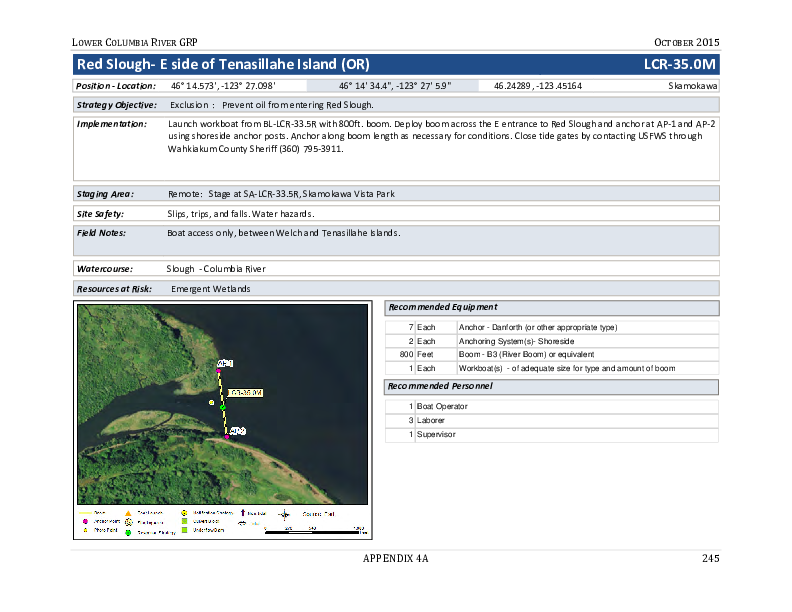 LOWER COLUMBIA RIVER GRP
OCTOBER 2015
Red Slough- E side of Tenasillahe Island (OR)
LCR-35.0M
Position - Location: 46° 14.573', -123° 27.098' 46° 14' 34.4", -123° 27' 5.9" 46.24289, -123.45164 Skamokawa
Strategy Objective: Exclusion : Prevent oil from entering Red Slough.
Implementation: Launch workboat from BL-LCR-33.5R with 800ft. boom. Deploy boom across the E entrance to Red Slough and anchor at AP-1 and AP-2
using shoreside anchor posts. Anchor along boom length as necessary for conditions. Close tide gates by contacting USFWS through
Wahkiakum County Sheriff (360) 795-3911.
Staging Area: Remote: Stage at SA-LCR-33.5R, Skamokawa Vista Park
Site Safety: Slips, trips, and falls. Water hazards.
Field Notes: Boat access only, between Welch and Tenasillahe Islands.
Watercourse: Slough - Columbia River
Resources at Risk: Emergent Wetlands
LCR-35.0M
AP-2
Anchor Point
Photo Point
Recommended Equipment
7 Each Anchor - Danforth (or other appropriate type)
2 Each Anchoring System(s)- Shoreside
800 Feet Boom - B3 (River Boom) or equivalent
1 Each Workboat(s) - of adequate size for type and amount of boom
Recommended Personnel
1 Boat Operator
3 Laborer
1 Supervisor
APPENDIX 4A
245